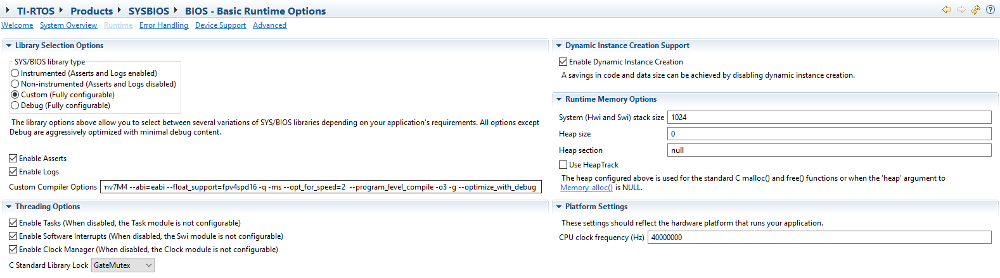 TI-RTOS Products SYSBIOS BIOS - Basic Runtime Options
Welcome System Overview Runtime Error Handling Device Support Advanced
Library Selection Options
SYS/BIOS library type
Instrumented (Asserts and Logs enabled)
Non-instrumented (Asserts and Logs disabled)
Custom (Fully configurable)
Debug (Fully configurable)
The library options above allow you to select between several variations of SYS/BIOS libraries depending on your application's requirements. All options except
Debug are aggressively optimized with minimal debug content.
Enable Asserts
Enable Logs
Custom Compiler Options mv7M4 --abi=eabi --float_support=fpv4spd16 -q -ms --opt_for_speed=2 --program_level_compile -o3 -g --optimize_with_debug
Threading Options
Enable Tasks (When disabled, the Task module is not configurable)
Enable Software Interrupts (When disabled, the Swi module is not configurable)
Enable Clock Manager (When disabled, the Clock module is not configurable)
C Standard Library Lock GateMutex
Dynamic Instance Creation Support
Enable Dynamic Instance Creation
A savings in code and data size can be achieved by disabling dynamic instance creation.
Runtime Memory Options
System (Hwi and Swi) stack size 1024
Heap size 0
Heap section null
Use HeapTrack
The heap configured above is used for the standard C malloc() and free() functions or when the 'heap' argument to
Memory_alloc() is NULL.
Platform Settings
These settings should reflect the hardware platform that runs your application.
CPU clock frequency (Hz) 40000000